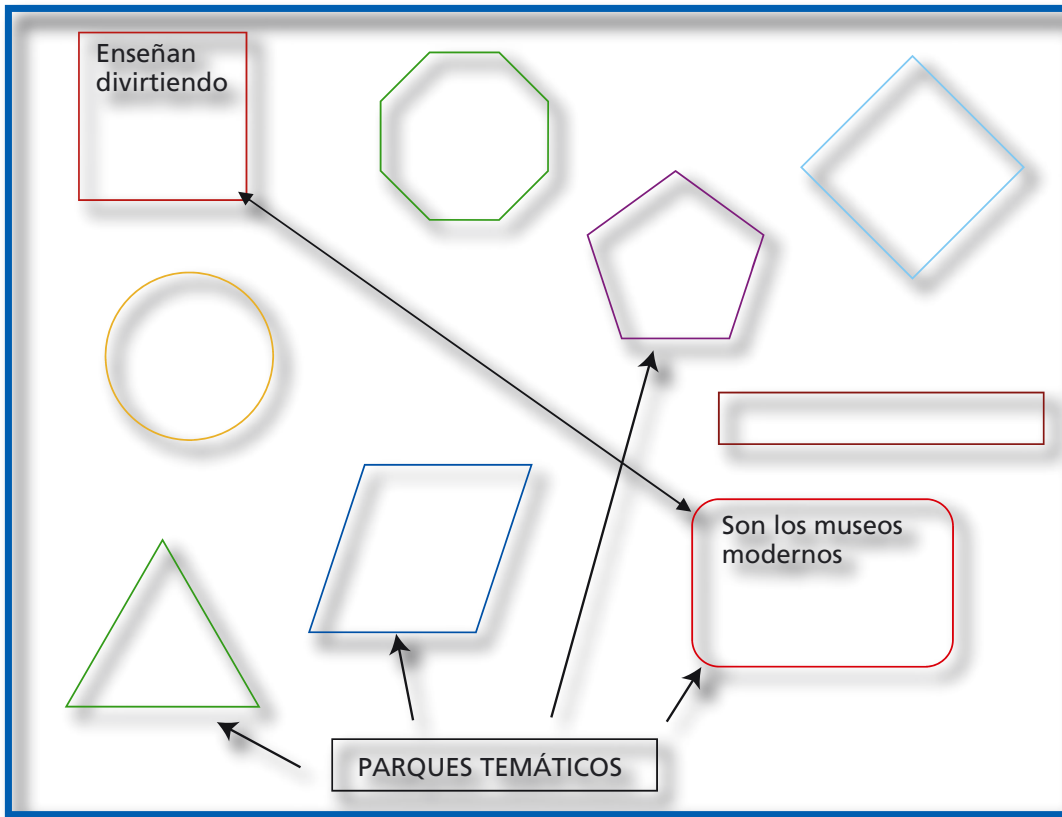 Enseñan
divirtiendo
Son los museos
modernos
PARQUES TEMÁTICOS